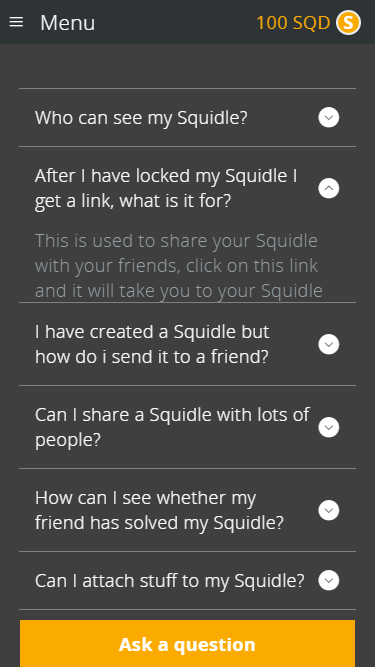 Menu
100 SQD S
Who can see my Squidle?
After I have locked my Squidle I
get a link, what is it for?
This is used to share your Squidle
with your friends, click on this link
and it will take you to your Squidle
I have created a Squidle but
how do i send it to a friend?
Can I share a Squidle with lots of
people?
How can I see whether my
friend has solved my Squidle?
Can I attach stuff to my Squidle?
Ask a question